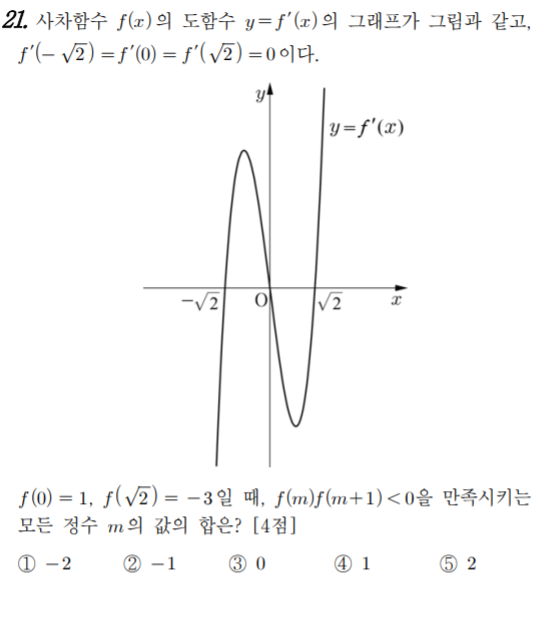 21. 사차함수 f(x)의 도함수 y=f′(x)의 그래프가 그림과 같고,
f′(−√2)=f′(0)=f′(√2)=0이다.
y
y=f′(x)
−√2 O √2 x
f(0)=1, f(√2)=−3일 때, f(m)f(m+1)<0을 만족시키는
모든 정수 m의 값의 합은? [4점]
① −2 ② −1 ③ 0 ④ 1 ⑤ 2